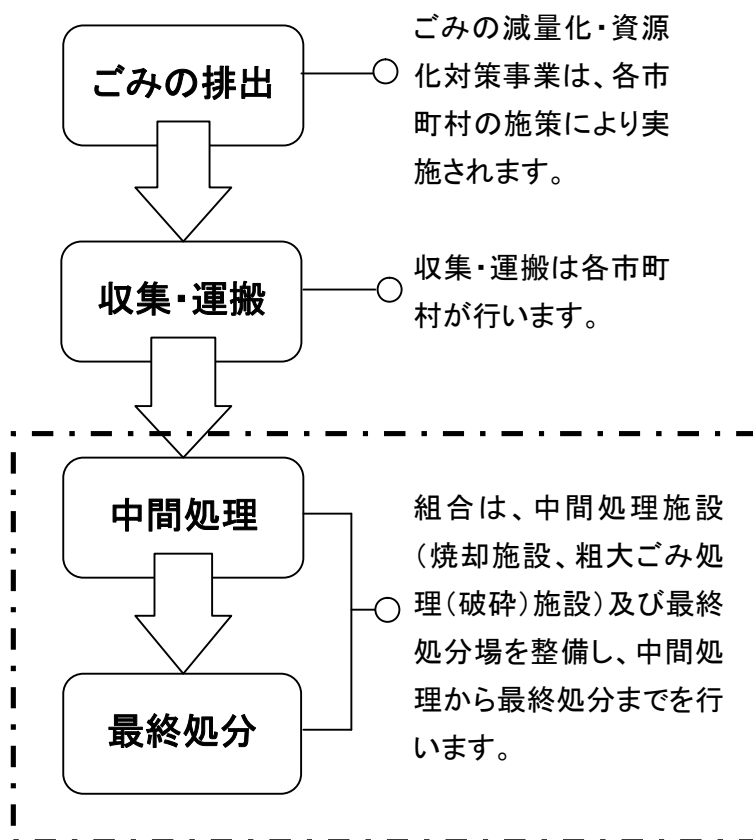 ごみの排出
ごみの減量化・資源
化対策事業は、各市
町村の施策により実
施されます。
収集・運搬
収集・運搬は各市町
村が行います。
中間処理
組合は、中間処理施設
（焼却施設、粗大ごみ処
理（破砕）施設）及び最終
処分場を整備し、中間処
理から最終処分までを行
います。
最終処分